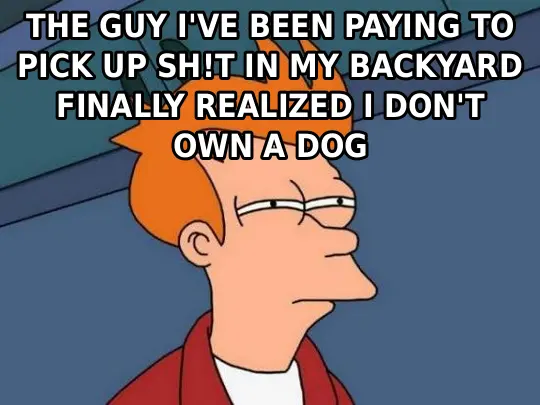 THE GUY I'VE BEEN PAYING TO
PICK UP SH!T IN MY BACKYARD
FINALLY REALIZED I DON'T
OWN A DOG